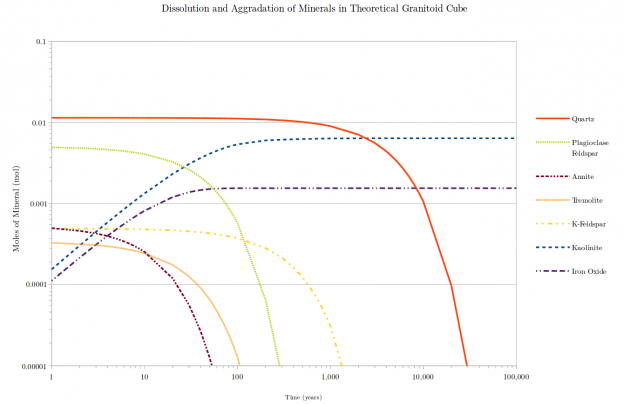 Dissolution and Aggradation of Minerals in Theoretical Granitoid Cube
0.1
0.01
0.001
0.0001
0.00001
Moles of Mineral (mol)
1
10
100
1,000
10,000
100,000
Time (years)
Quartz
Plagioclase
Feldspar
Annite
Tremolite
K-Feldspar
Kaolinite
Iron Oxide